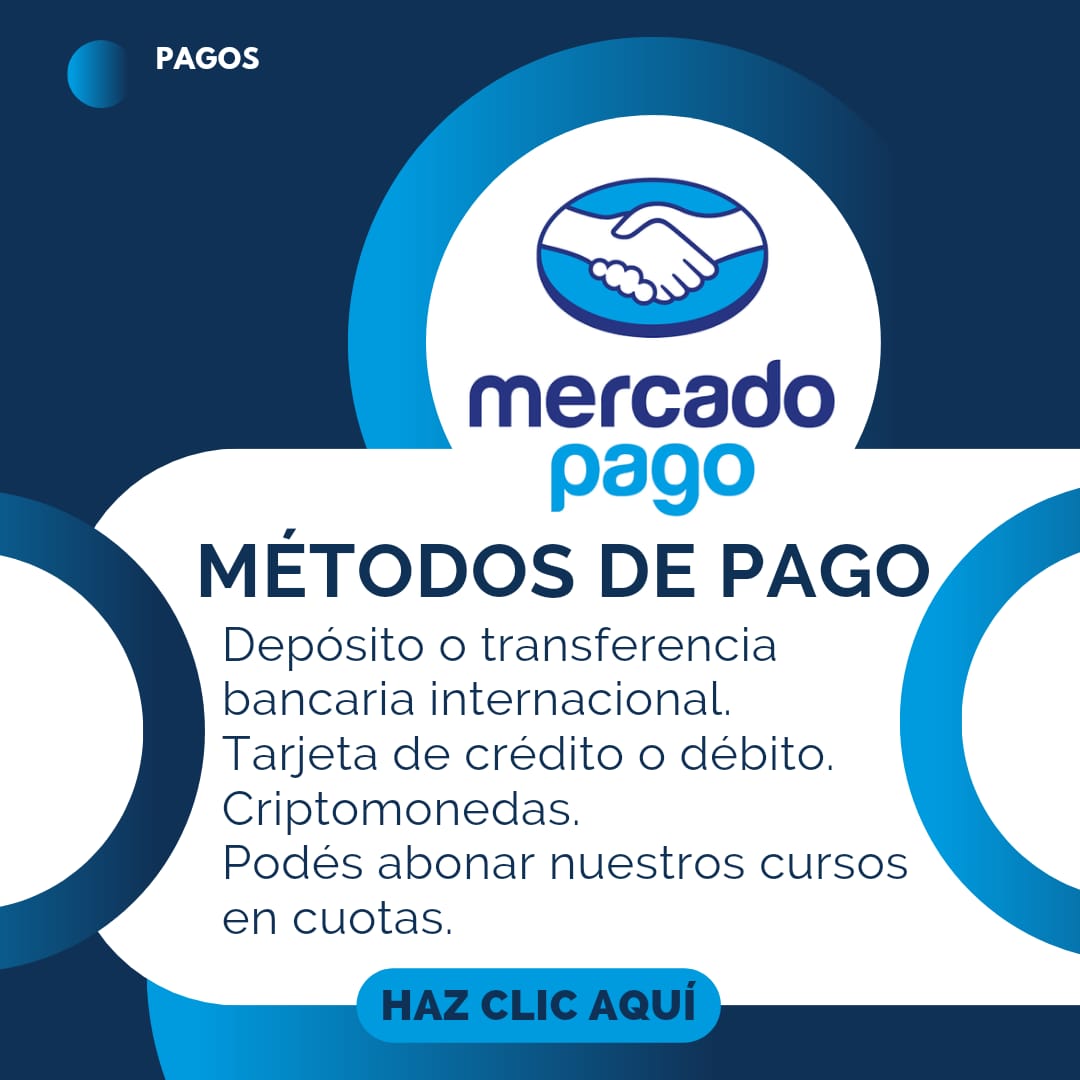 PAGOS
mercado
pago
MÉTODOS DE PAGO
Depósito o transferencia
bancaria internacional.
Tarjeta de crédito o débito.
Criptomonedas.
Podés abonar nuestros cursos
en cuotas.
HAZ CLIC AQUÍ